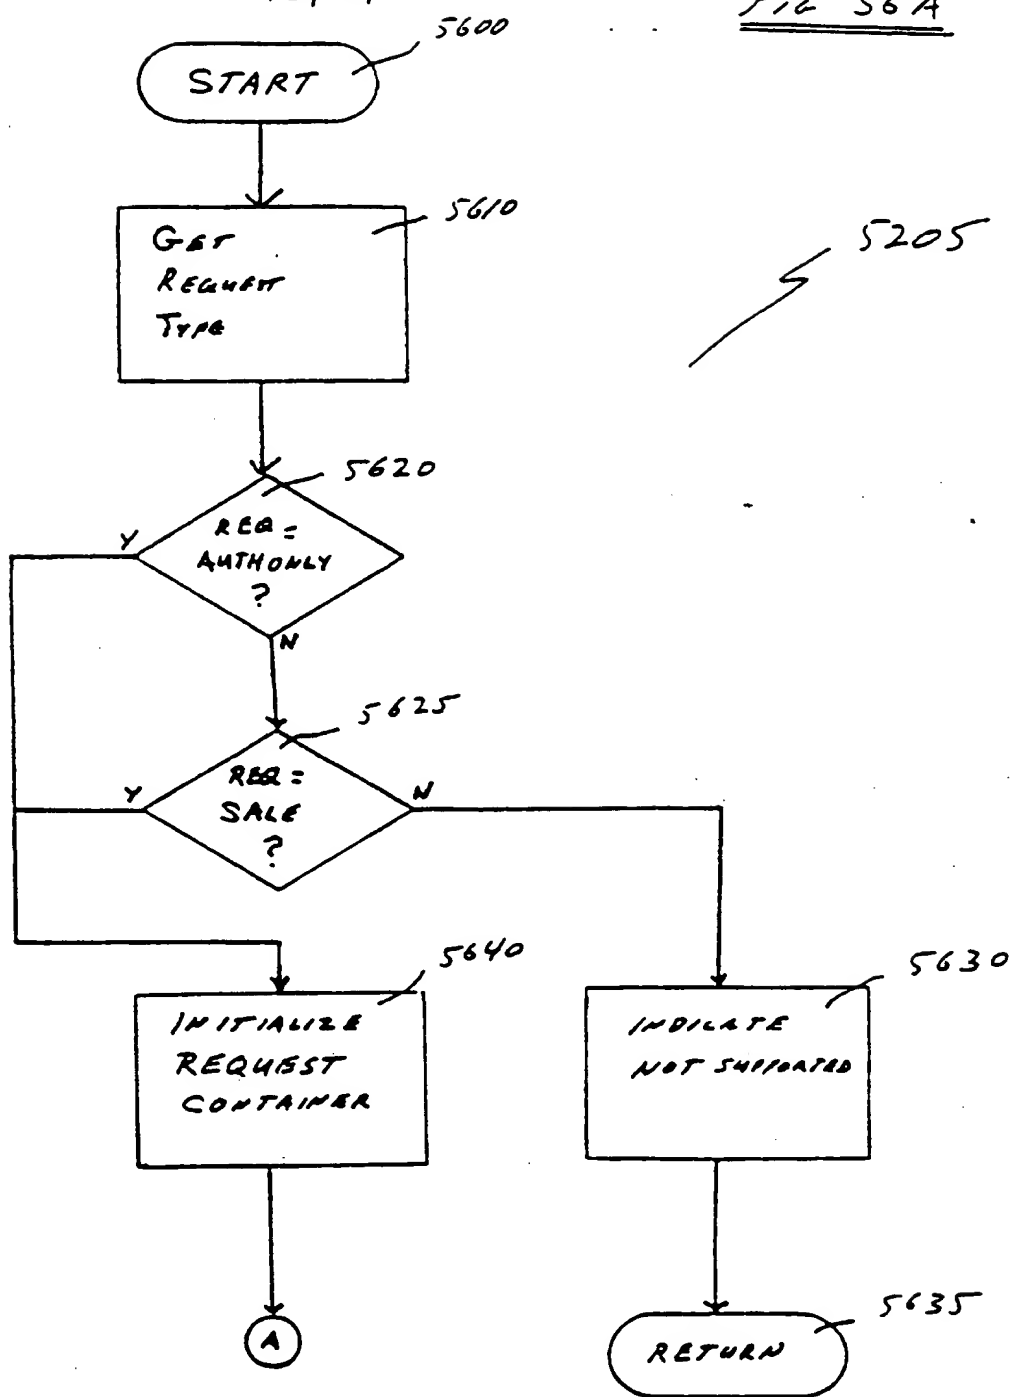 FIG 56A
5600
START
5610
GET
REQUEST
TYPE
5205
5620
Y
REQ =
AUTHONLY
?
N
5625
Y
REQ =
SALE
?
N
5640
INITIALIZE
REQUEST
CONTAINER
5630
INDICATE
NOT SUPPORTED
A
5635
RETURN